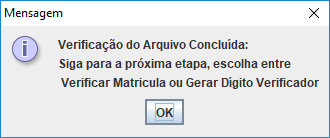 Mensagem
Verificação do Arquivo Concluída:
Siga para a próxima etapa, escolha entre
Verificar Matricula ou Gerar Dígito Verificador
OK